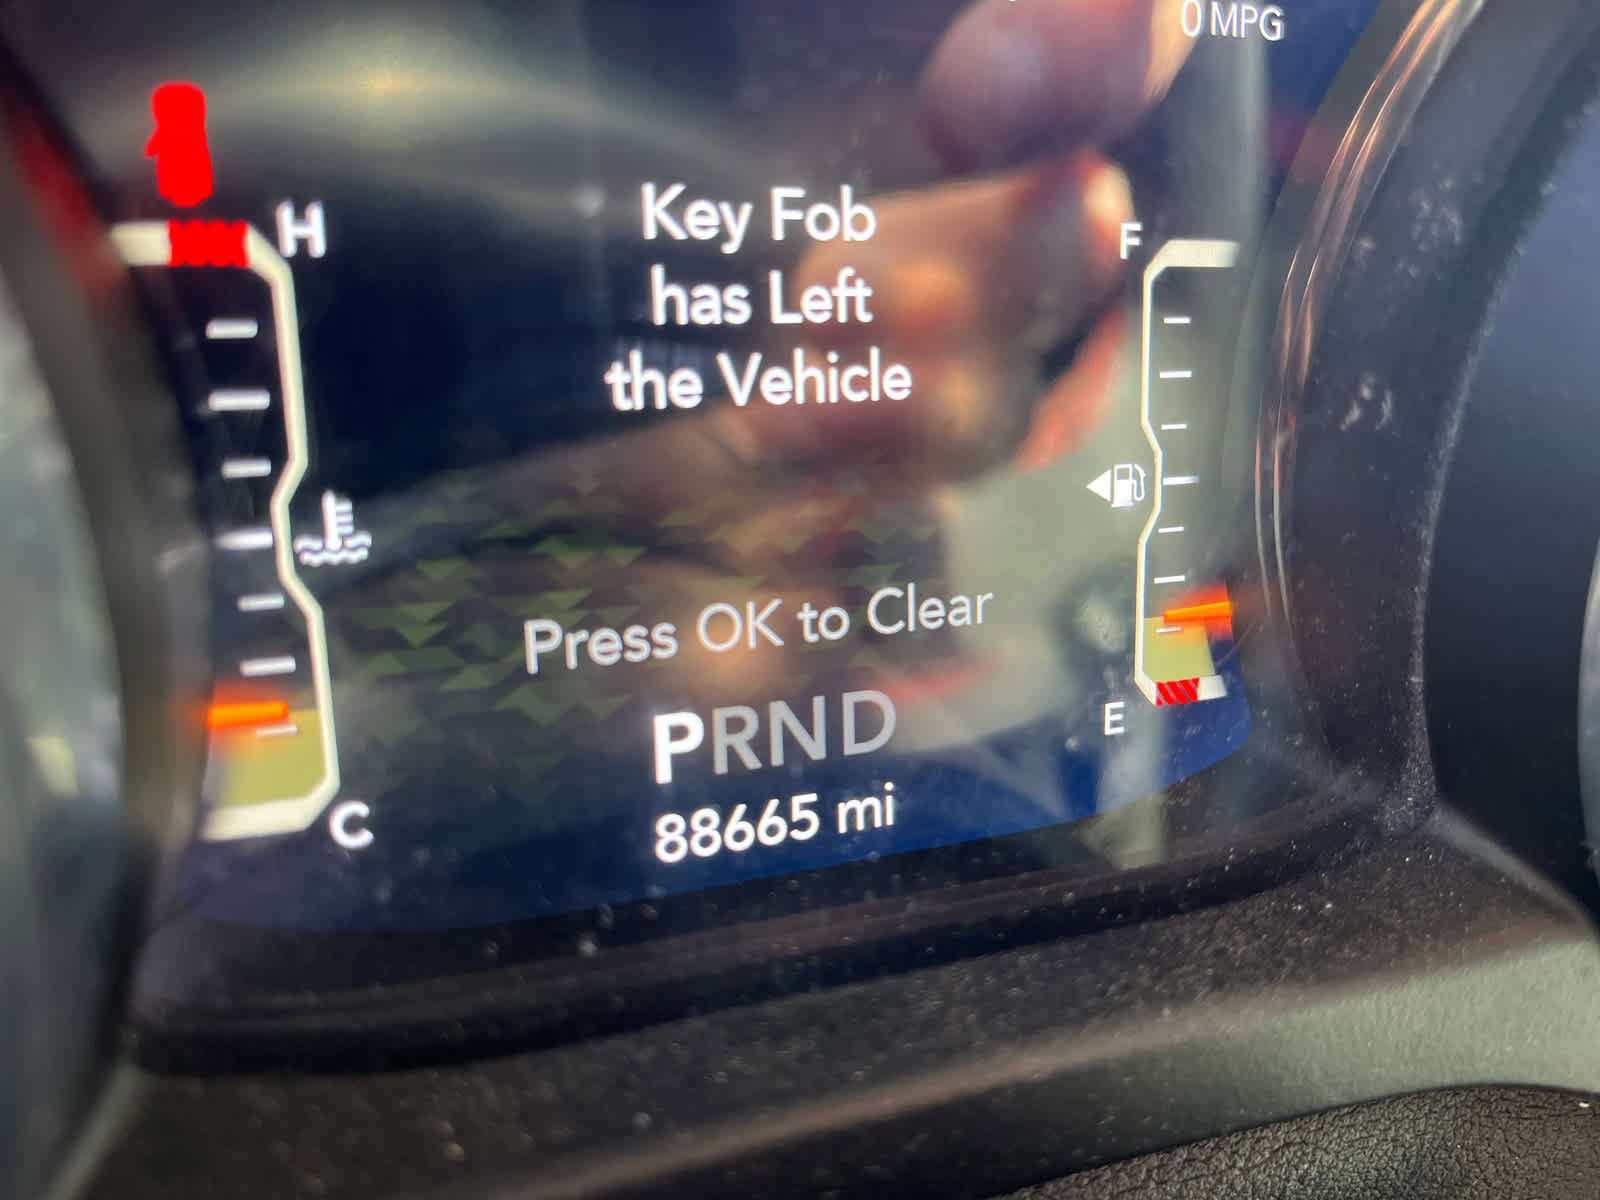 0 MPG
H
Key Fob
has Left
the Vehicle
F
Press OK to Clear
E
PRND
C
88665 mi